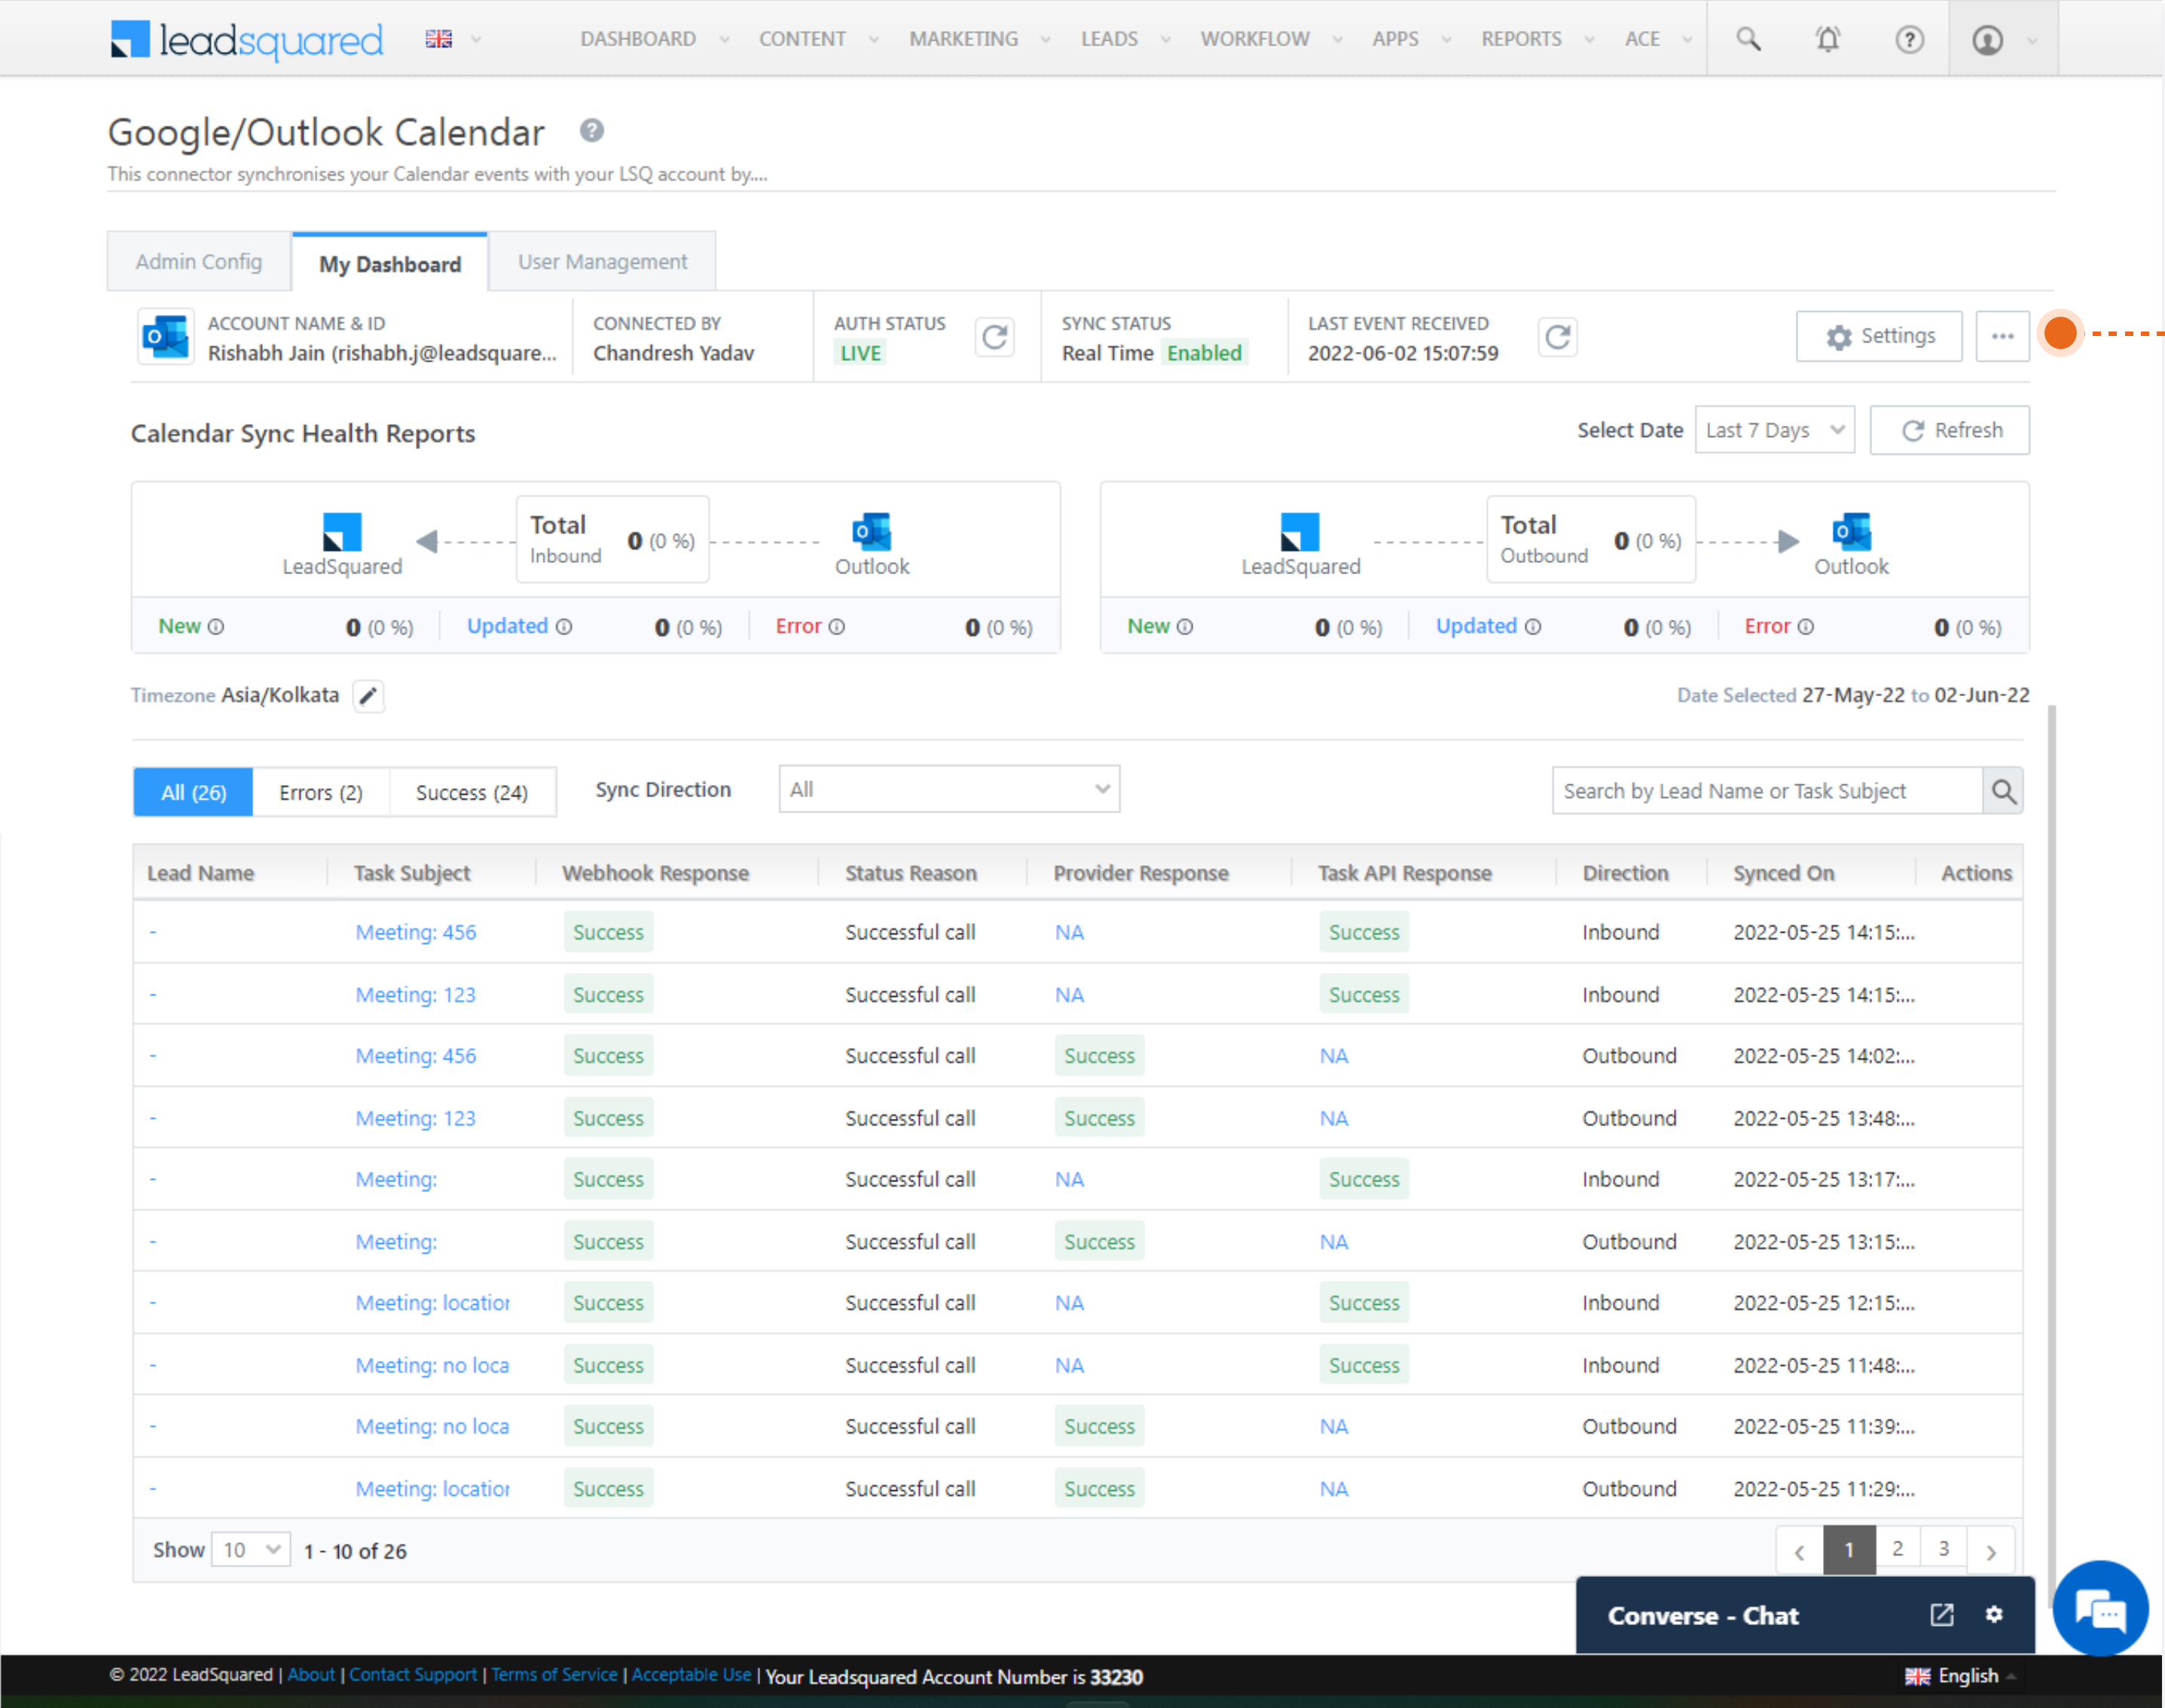 leadsquared DASHBOARD CONTENT MARKETING LEADS WORKFLOW APPS REPORTS ACE
Google/Outlook Calendar
This connector synchronises your Calendar events with your LSQ account by....
Admin Config My Dashboard User Management
ACCOUNT NAME & ID CONNECTED BY AUTH STATUS SYNC STATUS LAST EVENT RECEIVED
Rishabh Jain (rishabh.j@leadsquare... Chandresh Yadav LIVE Real Time Enabled 2022-06-02 15:07:59 Settings ...
Calendar Sync Health Reports Select Date Last 7 Days Refresh
Total Inbound 0 (0 %) Total Outbound 0 (0 %)
LeadSquared Outlook LeadSquared Outlook
New 0 (0 %) Updated 0 (0 %) Error 0 (0 %) New 0 (0 %) Updated 0 (0 %) Error 0 (0 %)
Timezone Asia/Kolkata Date Selected 27-May-22 to 02-Jun-22
All (26) Errors (2) Success (24) Sync Direction All Search by Lead Name or Task Subject
Lead Name Task Subject Webhook Response Status Reason Provider Response Task API Response Direction Synced On Actions
- Meeting: 456 Success Successful call NA Success Inbound 2022-05-25 14:15:...
- Meeting: 123 Success Successful call NA Success Inbound 2022-05-25 14:15:...
- Meeting: 456 Success Successful call Success NA Outbound 2022-05-25 14:02:...
- Meeting: 123 Success Successful call Success NA Outbound 2022-05-25 13:48:...
- Meeting: Success Successful call NA Success Inbound 2022-05-25 13:17:...
- Meeting: Success Successful call Success NA Outbound 2022-05-25 13:15:...
- Meeting: location Success Successful call NA Success Inbound 2022-05-25 12:15:...
- Meeting: no loca Success Successful call NA Success Inbound 2022-05-25 11:48:...
- Meeting: no loca Success Successful call Success NA Outbound 2022-05-25 11:39:...
- Meeting: location Success Successful call Success NA Outbound 2022-05-25 11:29:...
Show 10 1 - 10 of 26 1 2 3
Converse - Chat
© 2022 LeadSquared | About | Contact Support | Terms of Service | Acceptable Use | Your Leadsquared Account Number is 33230 English